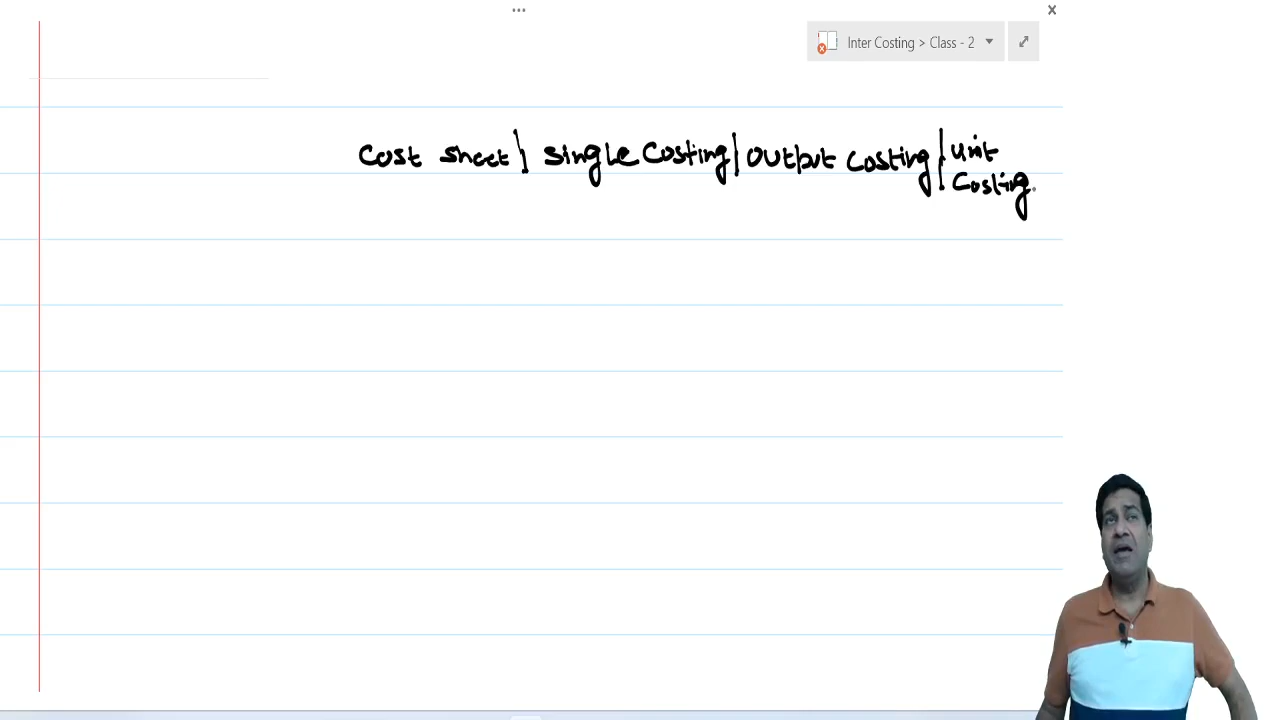 Inter Costing > Class - 2
Cost sheet | Single Costing | Output Costing | Unit
Costing